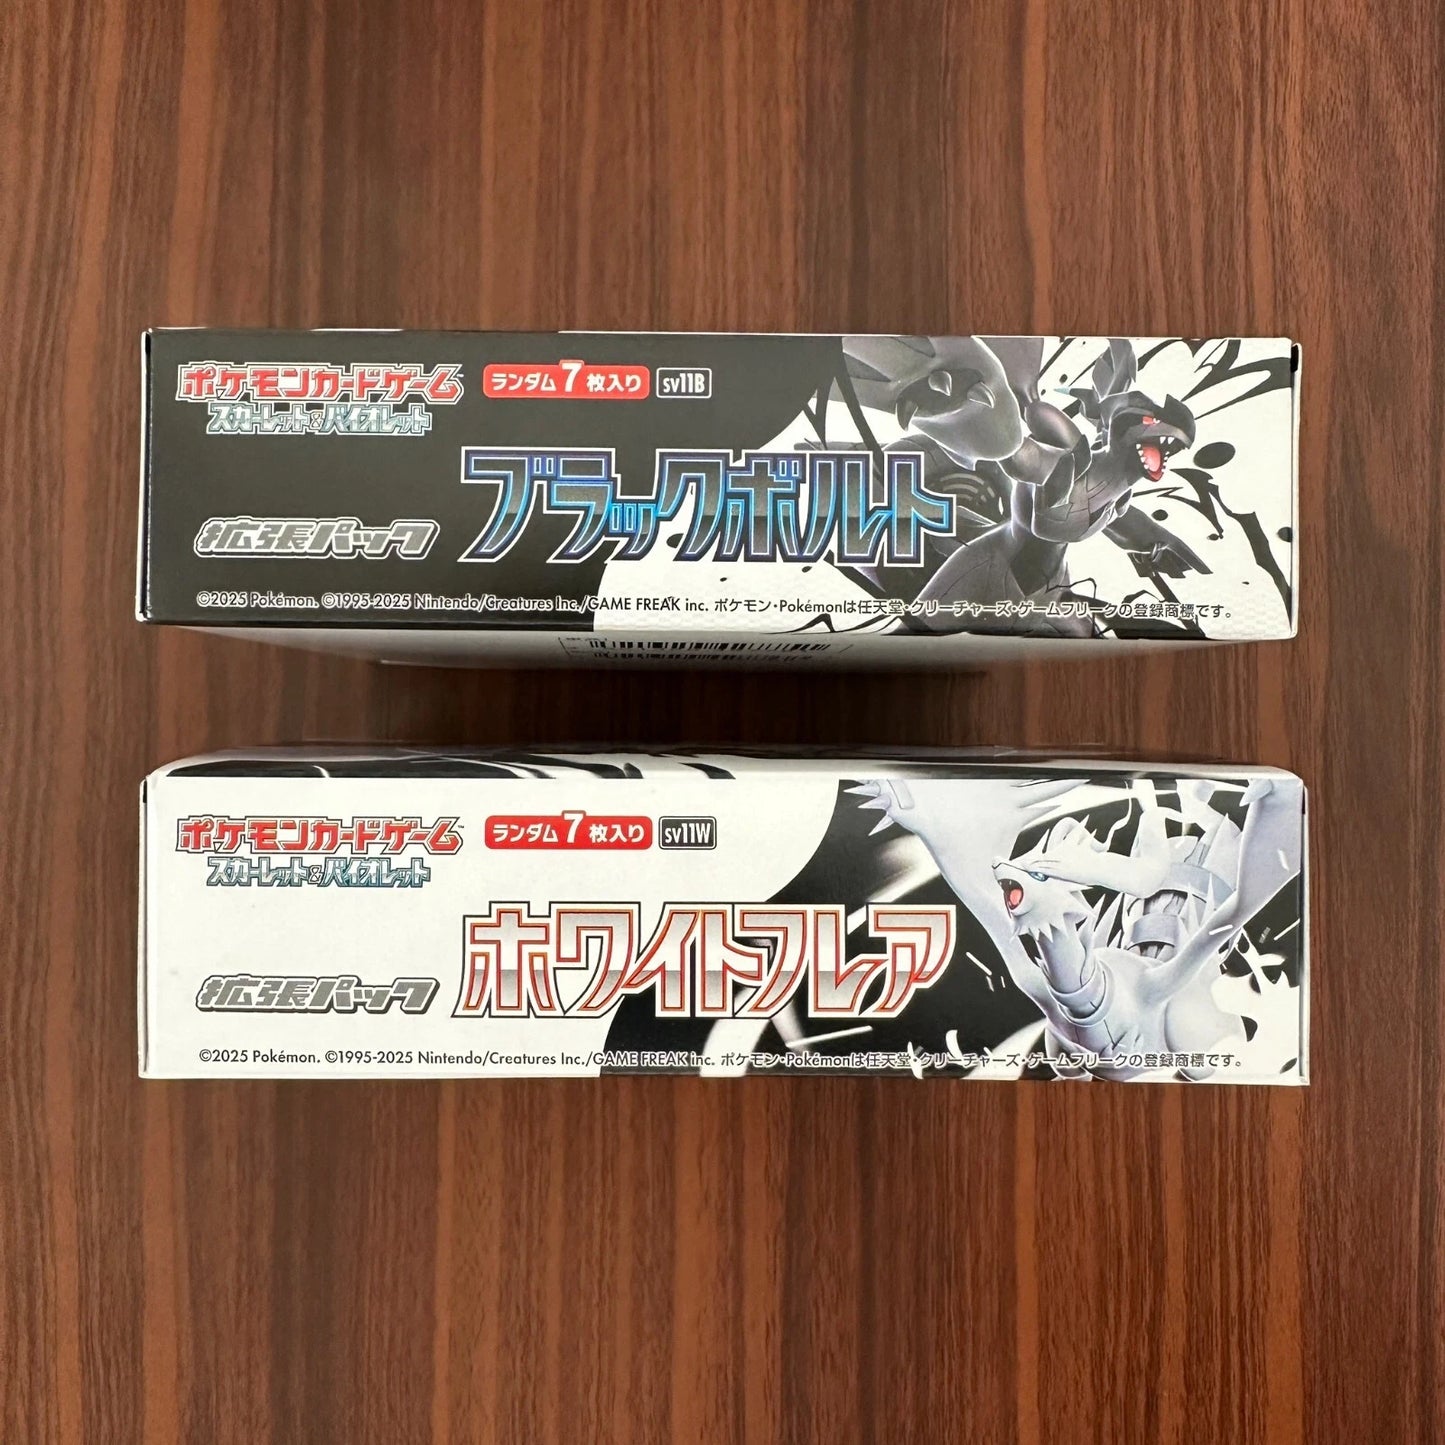 ポケモンカードゲーム
スカーレット&バイオレット
ランダム7枚入り
sv11B
ブラックボルト
拡張パック
©2025 Pokémon. ©1995-2025 Nintendo/Creatures Inc./GAME FREAK inc. ポケモン・Pokémonは任天堂・クリーチャーズ・ゲームフリークの登録商標です。
ポケモンカードゲーム
スカーレット&バイオレット
ランダム7枚入り
sv11W
ホワイトフレア
拡張パック
©2025 Pokémon. ©1995-2025 Nintendo/Creatures Inc./GAME FREAK inc. ポケモン・Pokémonは任天堂・クリーチャーズ・ゲームフリークの登録商標です。